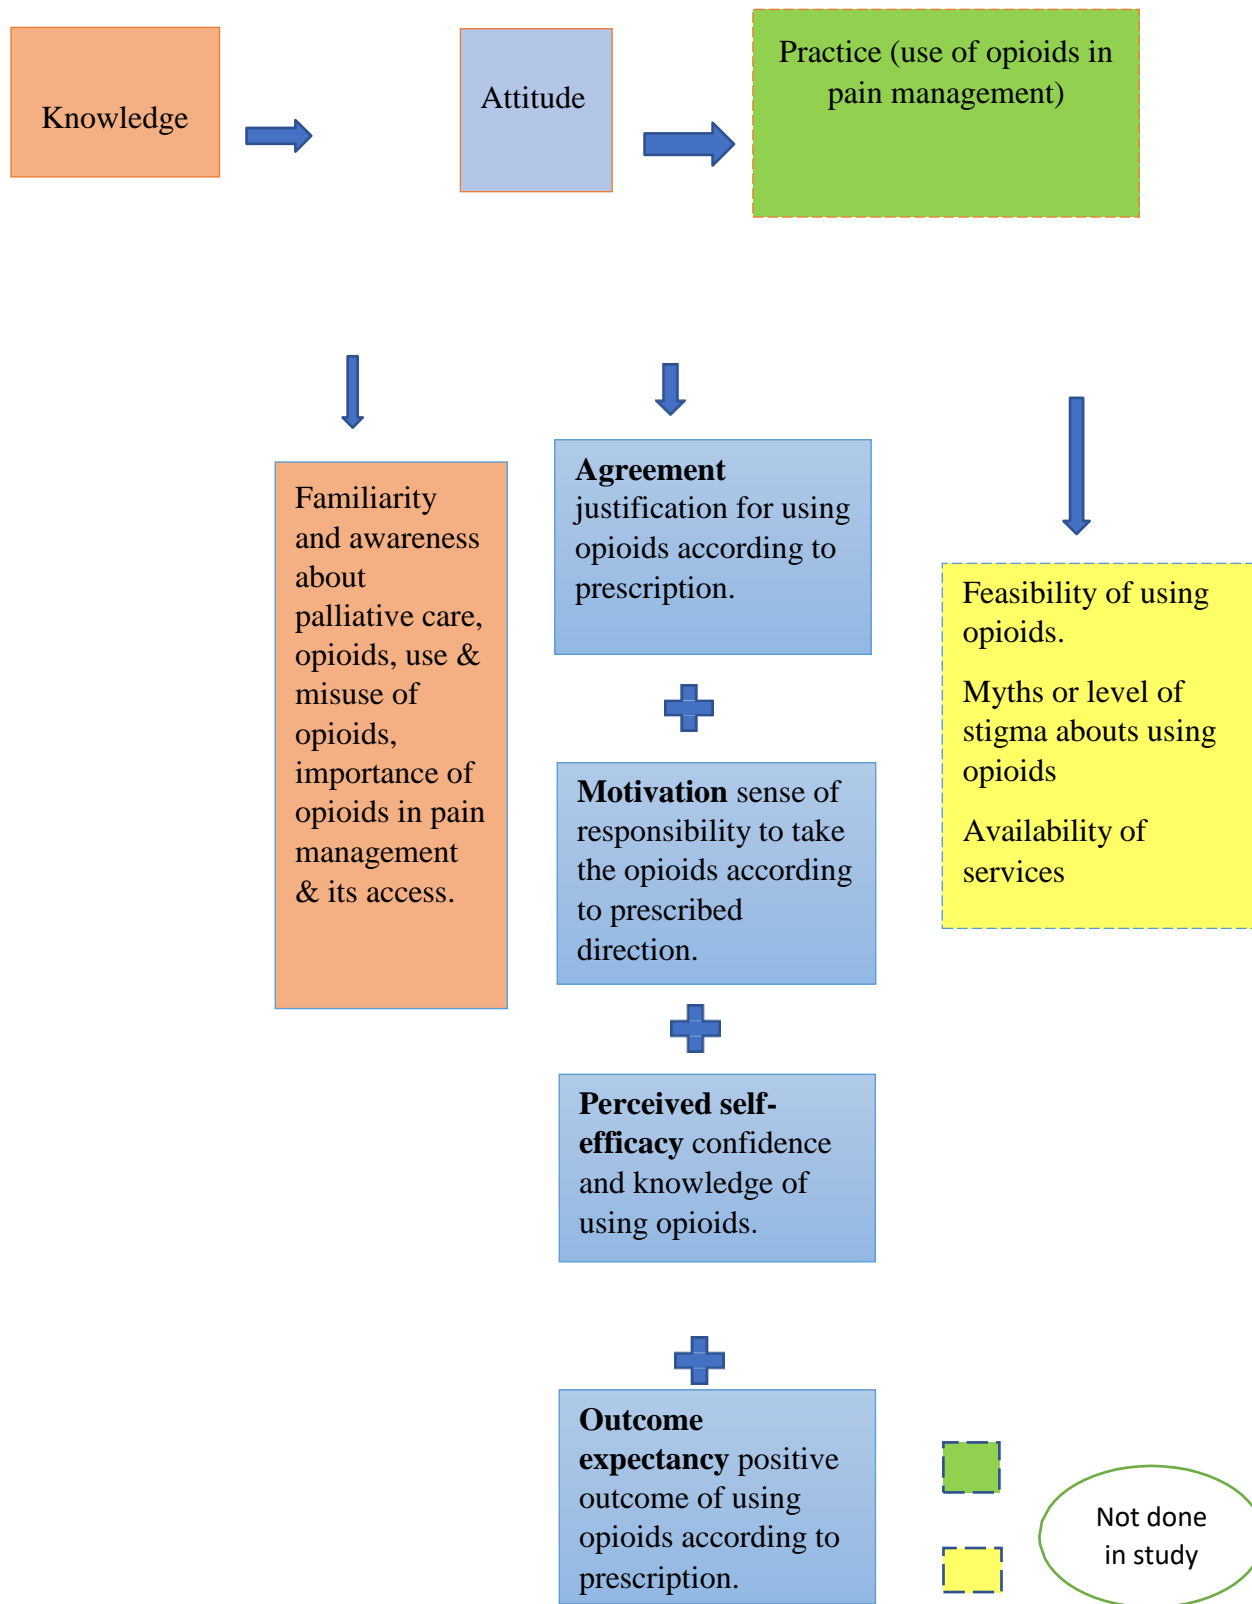 Knowledge
Attitude
Practice (use of opioids in
pain management)
Familiarity
and awareness
about
palliative care,
opioids, use &
misuse of
opioids,
importance of
opioids in pain
management
& its access.
Agreement
justification for using
opioids according to
prescription.
Motivation sense of
responsibility to take
the opioids according
to prescribed
direction.
Perceived self-
efficacy confidence
and knowledge of
using opioids.
Outcome
expectancy positive
outcome of using
opioids according to
prescription.
Feasibility of using
opioids.
Myths or level of
stigma abouts using
opioids
Availability of
services
Not done
in study